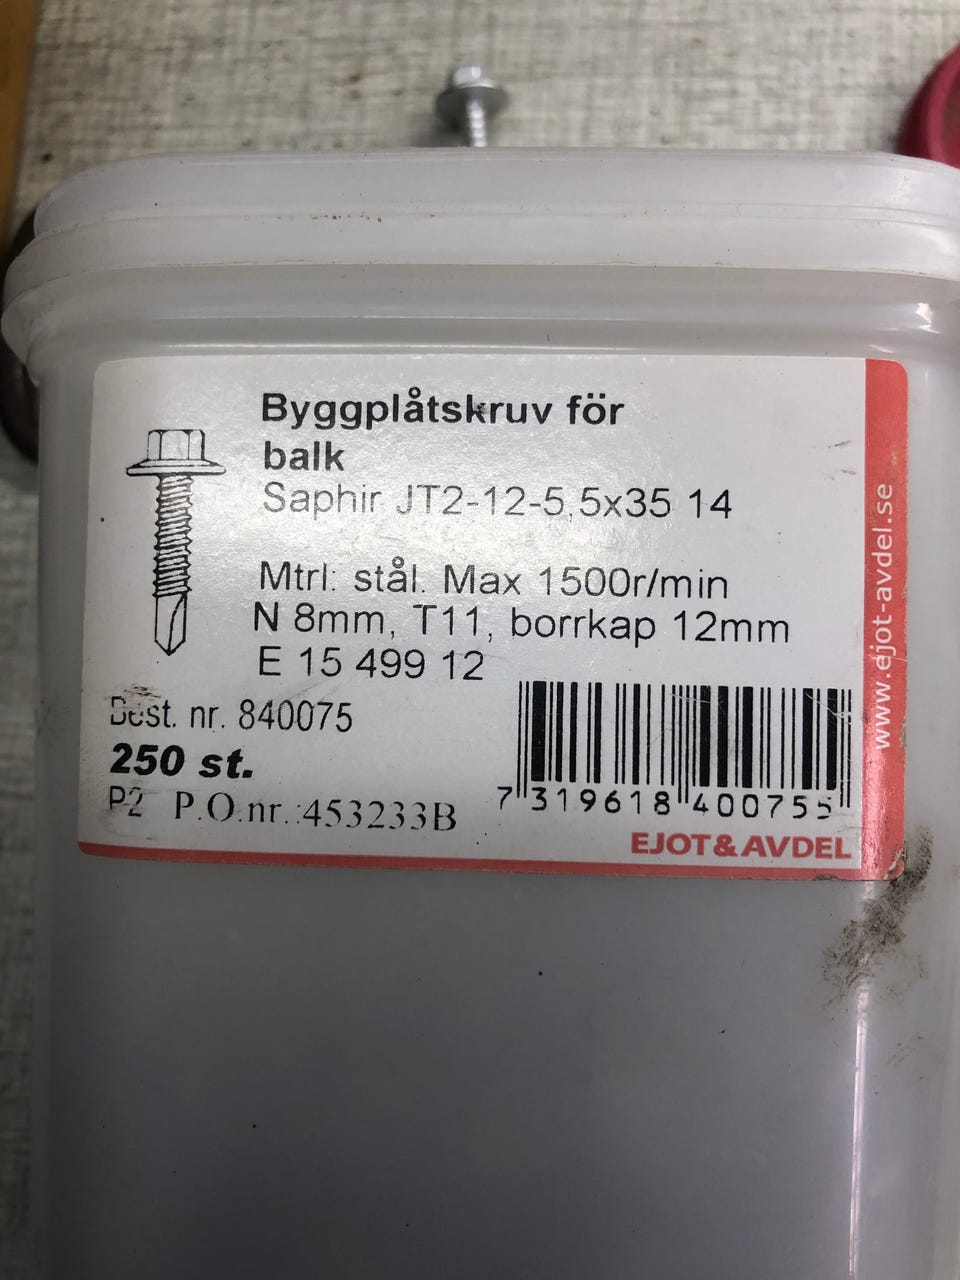 Byggplåtskruv för
balk
Saphir JT2-12-5,5x35 14
Mtrl: stål. Max 1500r/min
N 8mm, T11, borrkap 12mm
E 15 499 12
Best. nr. 840075
250 st.
P2 P.O.nr.:453233B
7 319618 400755
EJOT&AVDEL
www.ejot-avdel.se